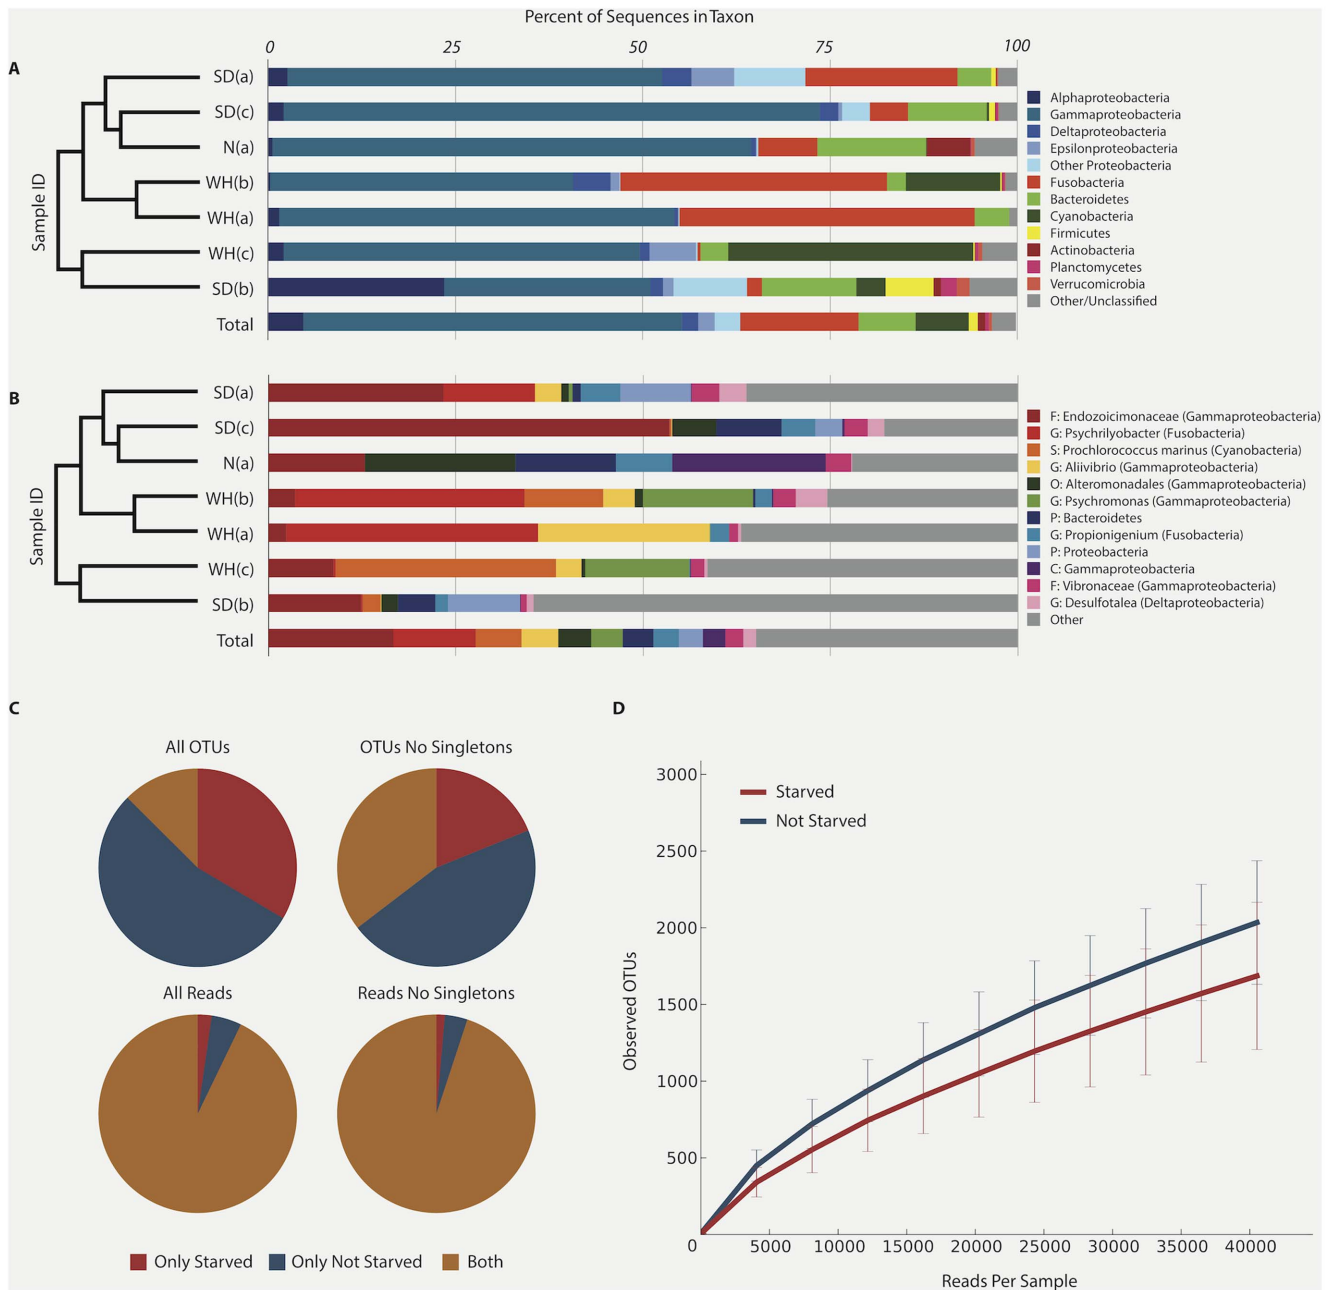 Percent of Sequences in Taxon
0 25 50 75 100
A
Sample ID
SD(a)
SD(c)
N(a)
WH(b)
WH(a)
WH(c)
SD(b)
Total
Alphaproteobacteria
Gammaproteobacteria
Deltaproteobacteria
Epsilonproteobacteria
Other Proteobacteria
Fusobacteria
Bacteroidetes
Cyanobacteria
Firmicutes
Actinobacteria
Planctomycetes
Verrucomicrobia
Other/Unclassified
B
Sample ID
SD(a)
SD(c)
N(a)
WH(b)
WH(a)
WH(c)
SD(b)
Total
F: Endozoicimonaceae (Gammaproteobacteria)
G: Psychrilyobacter (Fusobacteria)
S: Prochlorococcus marinus (Cyanobacteria)
G: Aliivibrio (Gammaproteobacteria)
O: Alteromonadales (Gammaproteobacteria)
G: Psychromonas (Gammaproteobacteria)
P: Bacteroidetes
G: Propionigenium (Fusobacteria)
P: Proteobacteria
C: Gammaproteobacteria
F: Vibronaceae (Gammaproteobacteria)
G: Desulfotalea (Deltaproteobacteria)
Other
C
All OTUs
OTUs No Singletons
All Reads
Reads No Singletons
Only Starved
Only Not Starved
Both
D
Starved
Not Starved
Observed OTUs
3000
2500
2000
1500
1000
500
0 5000 10000 15000 20000 25000 30000 35000 40000
Reads Per Sample